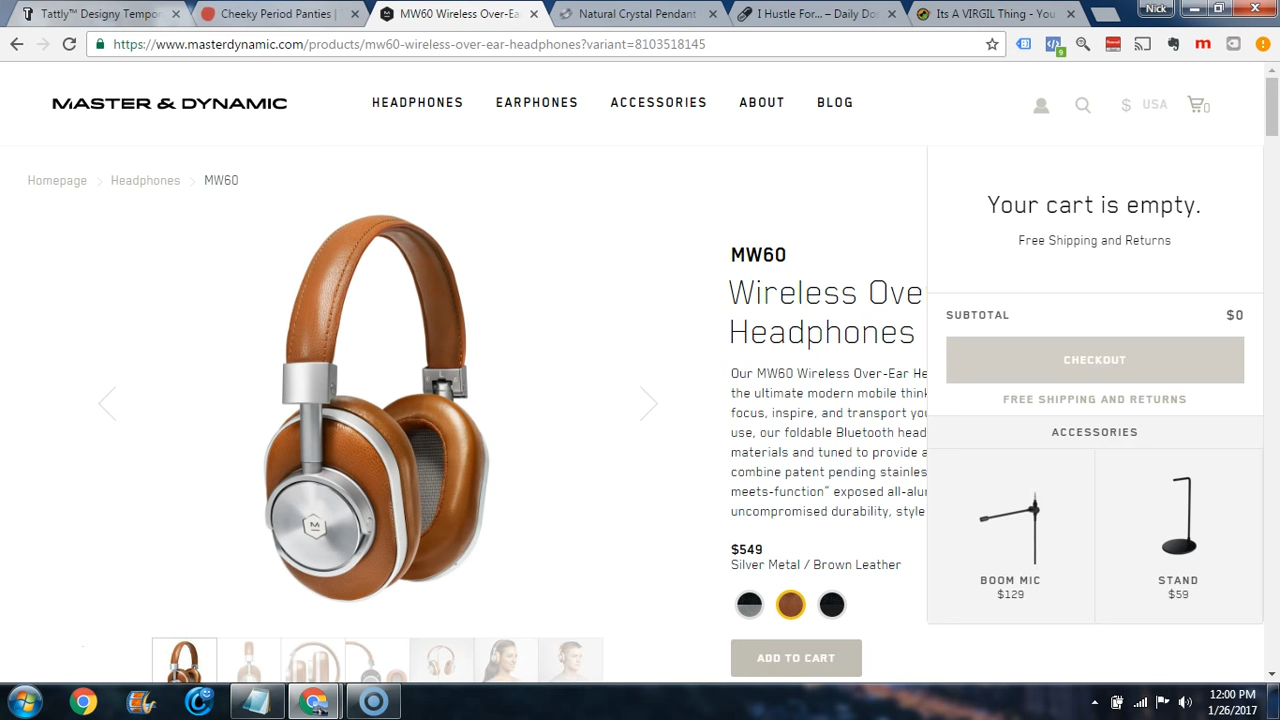 Tattly™ Designy Tempor
Cheeky Period Panties |
MW60 Wireless Over-Ea
Natural Crystal Pendant
I Hustle For... – Daily Do
Its A VIRGIL Thing - You
Nick
https://www.masterdynamic.com/products/mw60-wireless-over-ear-headphones?variant=8103518145
9
m
MASTER & DYNAMIC
HEADPHONES
EARPHONES
ACCESSORIES
ABOUT
BLOG
$ USA
0
Homepage
Headphones
MW60
Your cart is empty.
Free Shipping and Returns
SUBTOTAL
$0
CHECKOUT
FREE SHIPPING AND RETURNS
ACCESSORIES
BOOM MIC
$129
STAND
$59
MW60
Wireless Ove
Headphones
Our MW60 Wireless Over-Ear He
the ultimate modern mobile think
focus, inspire, and transport you
use, our foldable Bluetooth head
materials and tuned to provide a
combine patent pending stainles
meets-function" exposed all-alun
uncompromised durability, style
$549
Silver Metal / Brown Leather
ADD TO CART
M
12:00 PM
1/26/2017